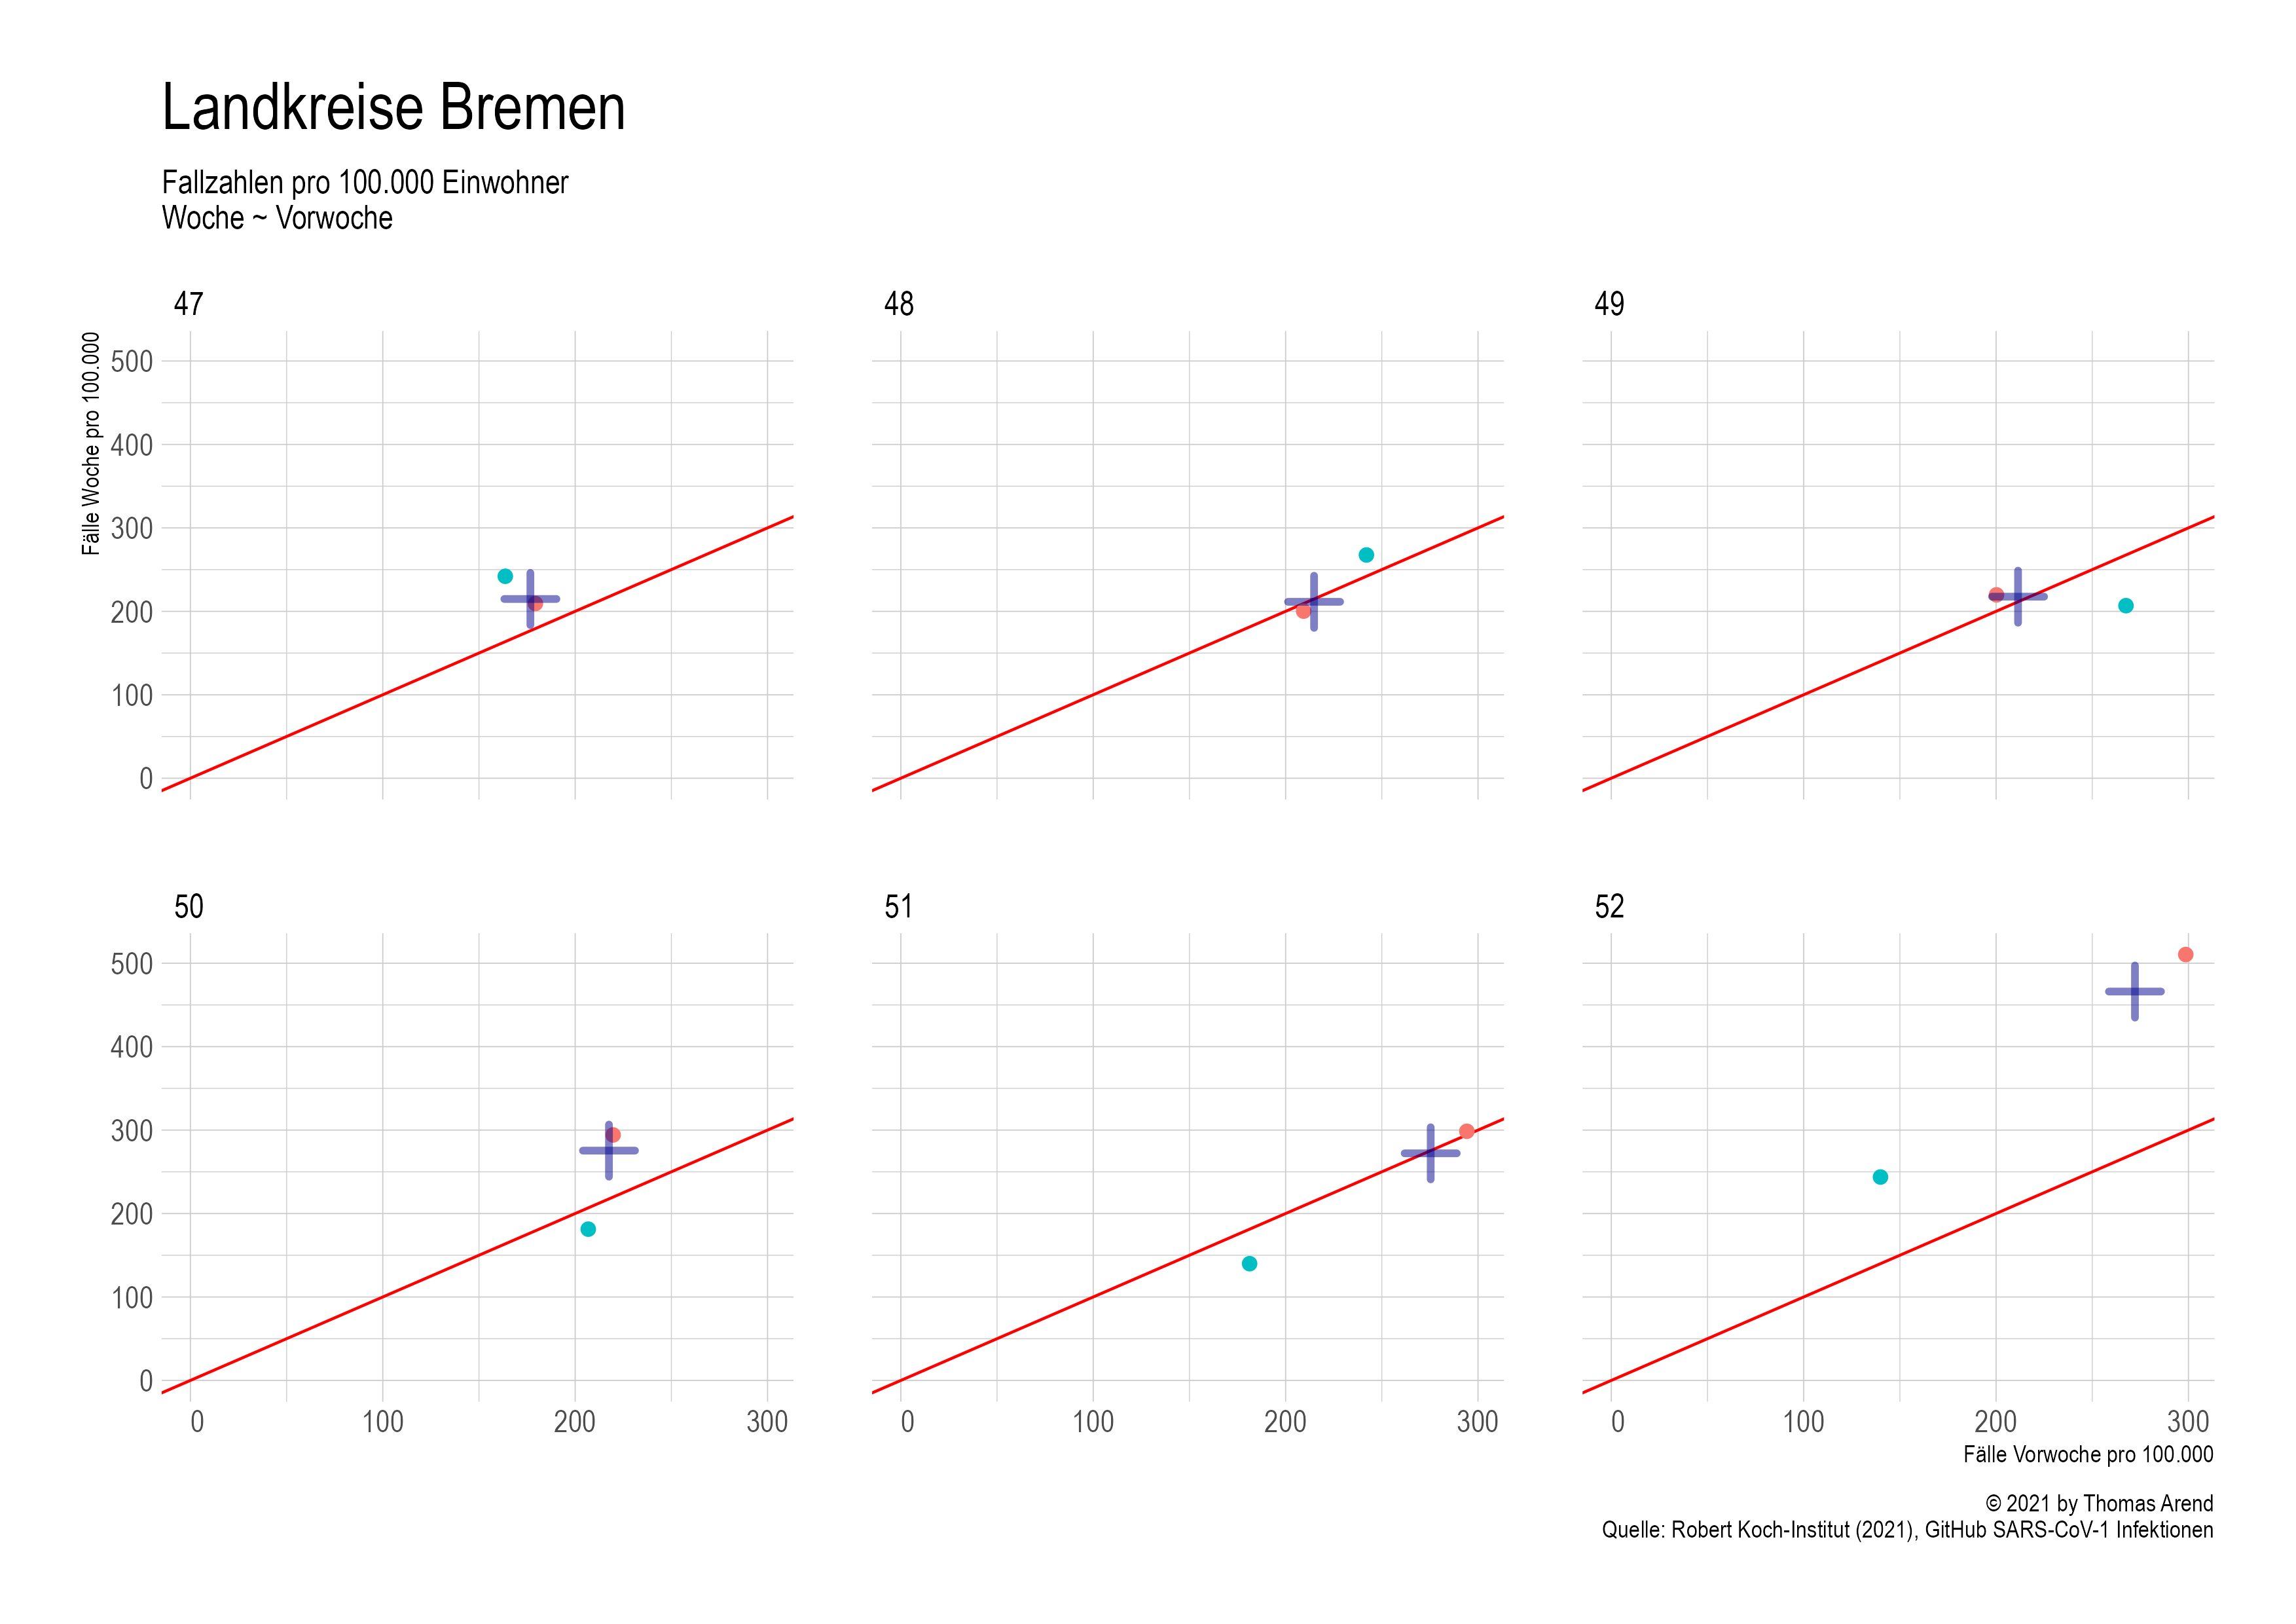 Landkreise Bremen
Fallzahlen pro 100.000 Einwohner
Woche ~ Vorwoche
47
48
49
Fälle Woche pro 100.000
500
400
300
200
100
0
50
51
52
500
400
300
200
100
0
0 100 200 300
0 100 200 300
0 100 200 300
Fälle Vorwoche pro 100.000
© 2021 by Thomas Arend
Quelle: Robert Koch-Institut (2021), GitHub SARS-CoV-1 Infektionen